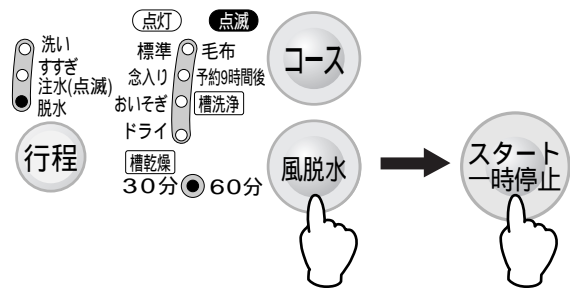 点灯 点滅
洗い
すすぎ
注水(点滅)
脱水
行程
標準 毛布
念入り 予約9時間後
おいそぎ 槽洗浄
ドライ
槽乾燥
30分 60分
コース
風脱水
スタート
一時停止